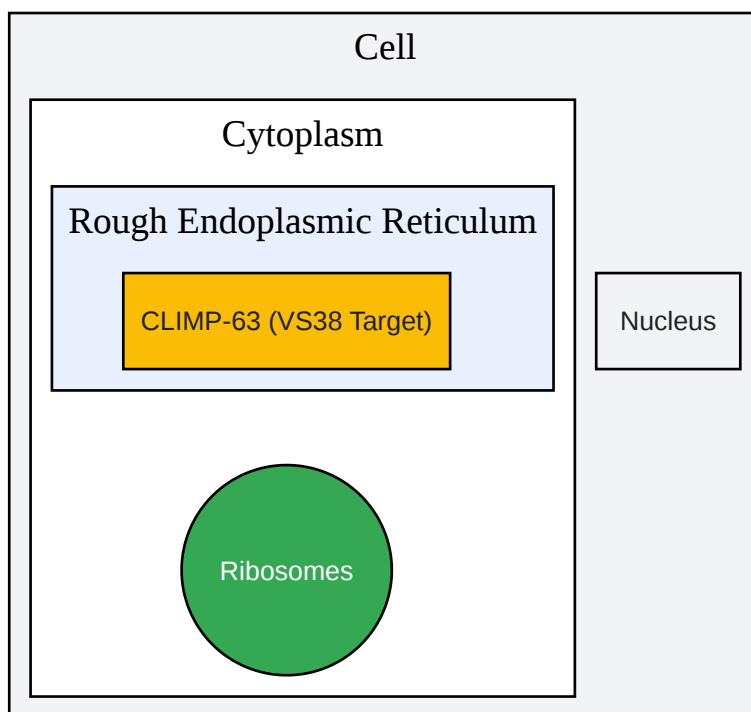 Cell
Cytoplasm
Rough Endoplasmic Reticulum
CLIMP-63 (VS38 Target)
Nucleus
Ribosomes